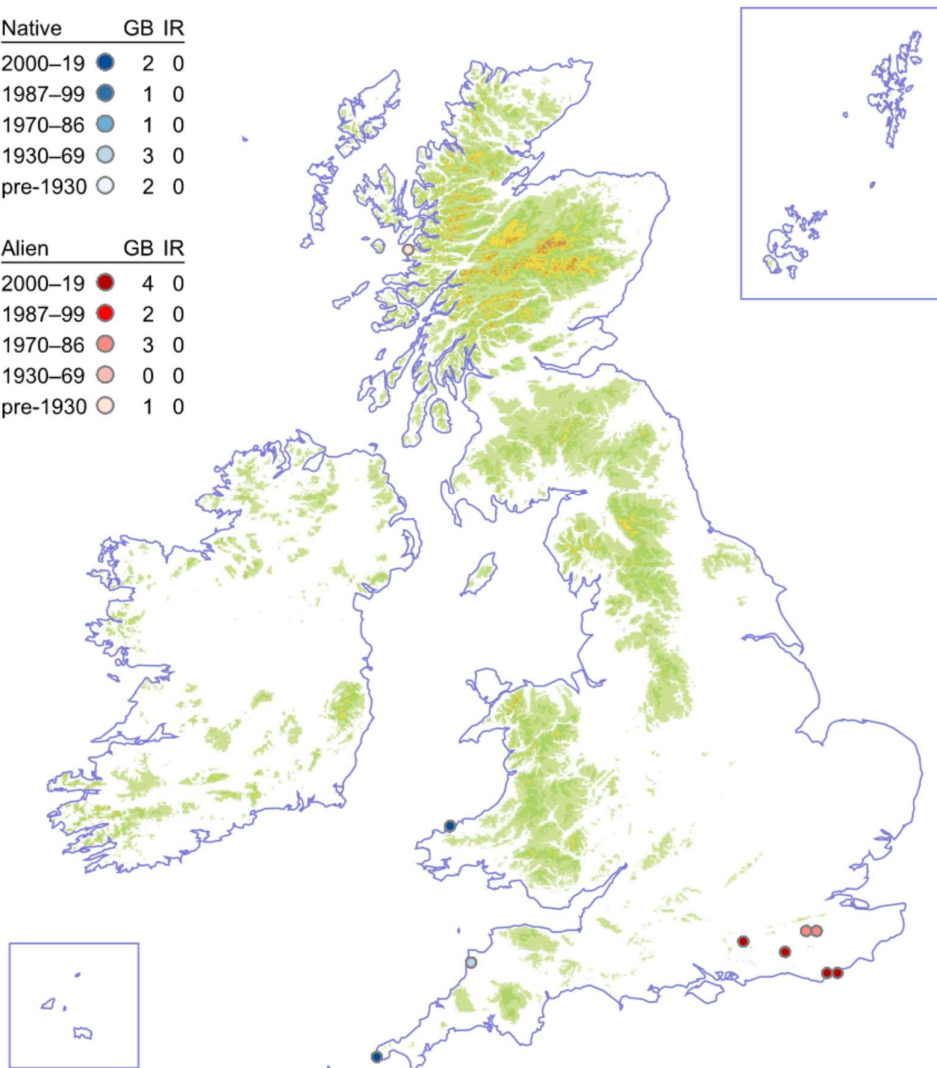 Native GB IR
2000–19 2 0
1987–99 1 0
1970–86 1 0
1930–69 3 0
pre-1930 2 0
Alien GB IR
2000–19 4 0
1987–99 2 0
1970–86 3 0
1930–69 0 0
pre-1930 1 0